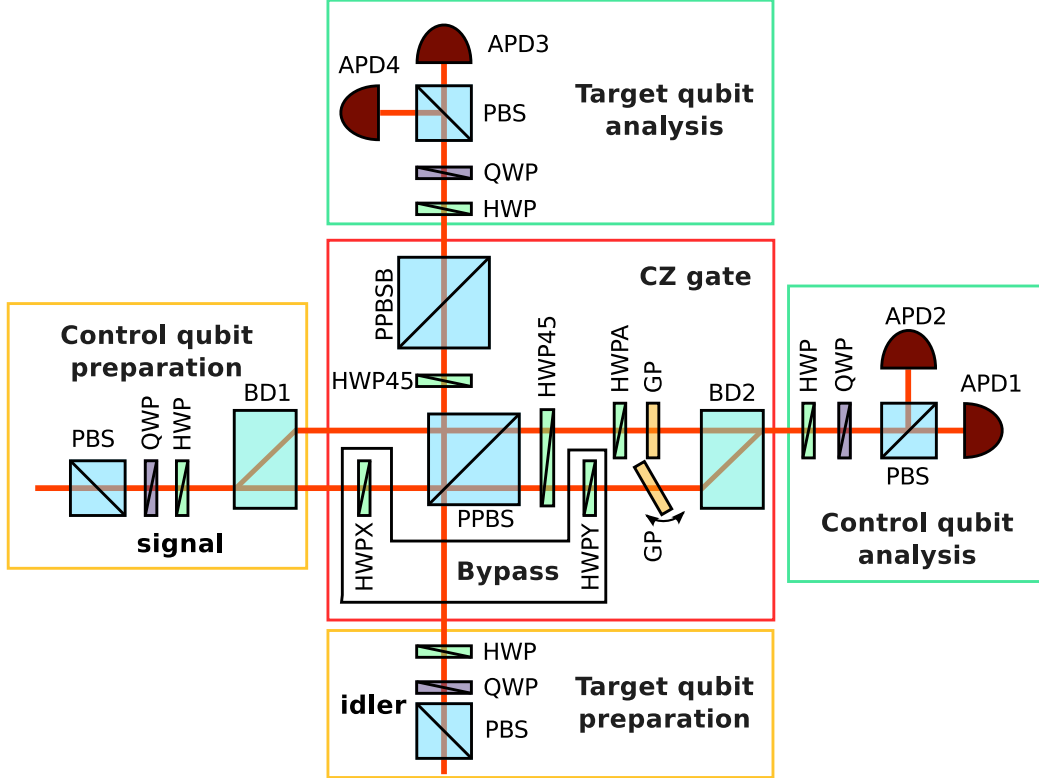 APD3
APD4
PBS
Target qubit
analysis
QWP
HWP
CZ gate
PPBSB
HWP45
HWP45
HWPA
GP
BD2
Control qubit
preparation
BD1
PBS
QWP
HWP
signal
PPBS
HWPX
HWPY
GP
Bypass
APD2
APD1
HWP
QWP
PBS
Control qubit
analysis
HWP
QWP
idler
PBS
Target qubit
preparation